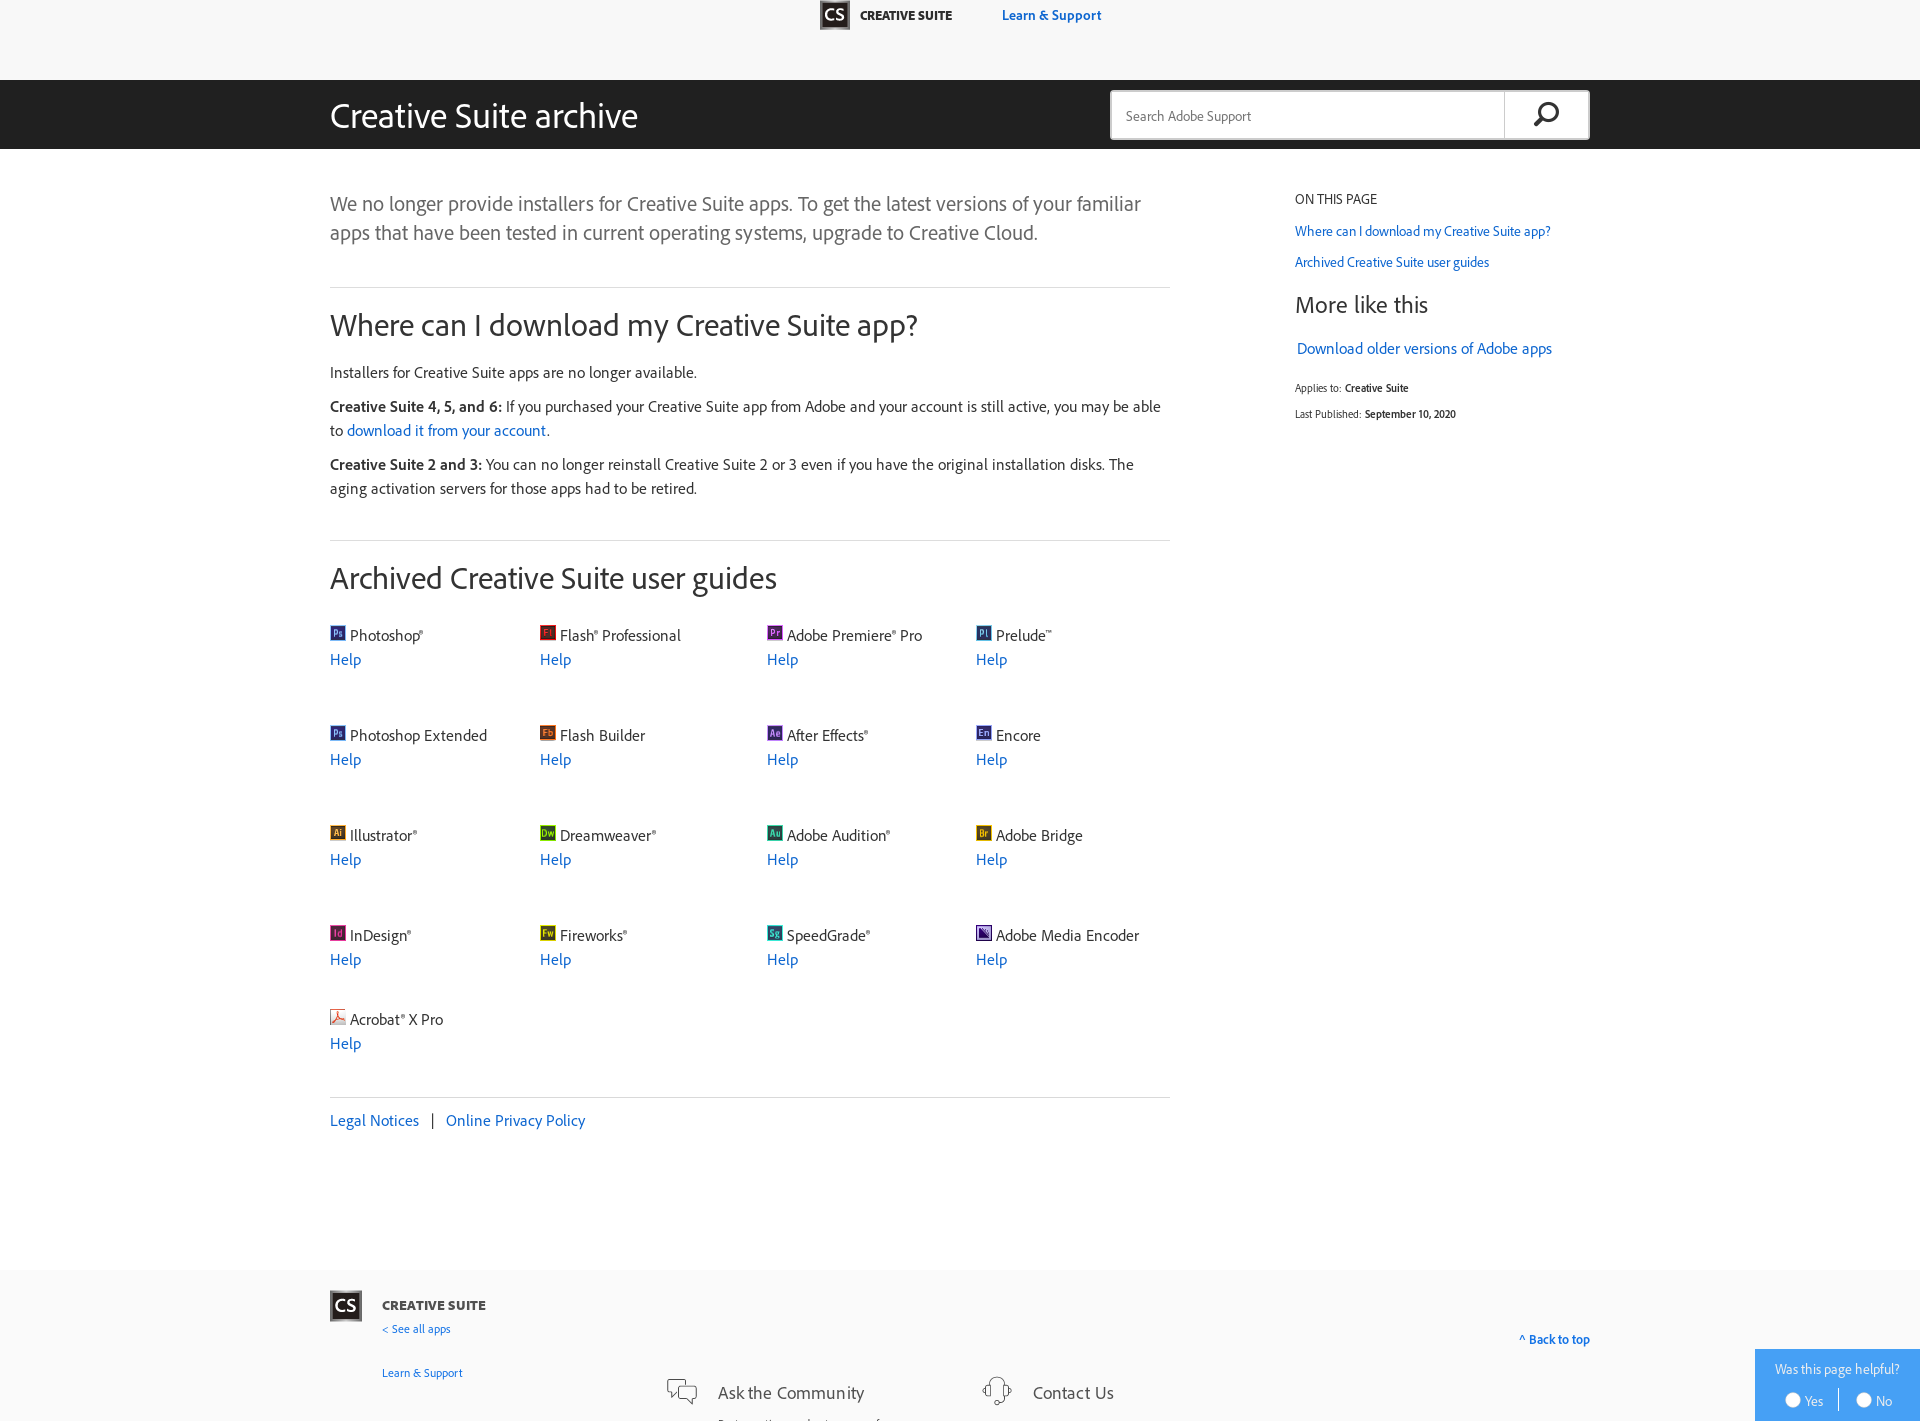 CS CREATIVE SUITE Learn & Support
Creative Suite archive
Search Adobe Support
We no longer provide installers for Creative Suite apps. To get the latest versions of your familiar
apps that have been tested in current operating systems, upgrade to Creative Cloud.
Where can I download my Creative Suite app?
Installers for Creative Suite apps are no longer available.
Creative Suite 4, 5, and 6: If you purchased your Creative Suite app from Adobe and your account is still active, you may be able
to download it from your account.
Creative Suite 2 and 3: You can no longer reinstall Creative Suite 2 or 3 even if you have the original installation disks. The
aging activation servers for those apps had to be retired.
Archived Creative Suite user guides
Ps Photoshop® Fl Flash® Professional Pr Adobe Premiere® Pro Pl Prelude™
Help Help Help Help
Ps Photoshop Extended Fb Flash Builder Ae After Effects® En Encore
Help Help Help Help
Ai Illustrator® Dw Dreamweaver® Au Adobe Audition® Br Adobe Bridge
Help Help Help Help
Id InDesign® Fw Fireworks® Sg SpeedGrade® Adobe Media Encoder
Help Help Help Help
Acrobat® X Pro
Help
Legal Notices | Online Privacy Policy
ON THIS PAGE
Where can I download my Creative Suite app?
Archived Creative Suite user guides
More like this
Download older versions of Adobe apps
Applies to: Creative Suite
Last Published: September 10, 2020
CS CREATIVE SUITE
< See all apps
Learn & Support
Ask the Community
Contact Us
^ Back to top
Was this page helpful?
Yes No